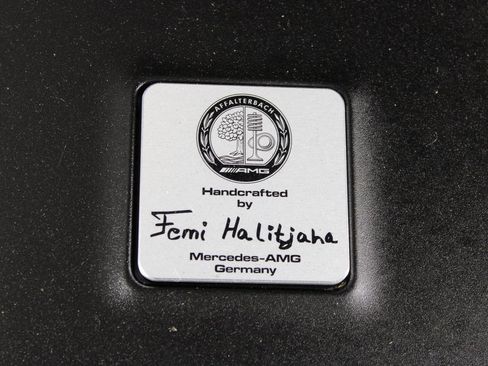 AFFALTERBACH
AMG
Handcrafted
by
Femi Halitjaha
Mercedes-AMG
Germany